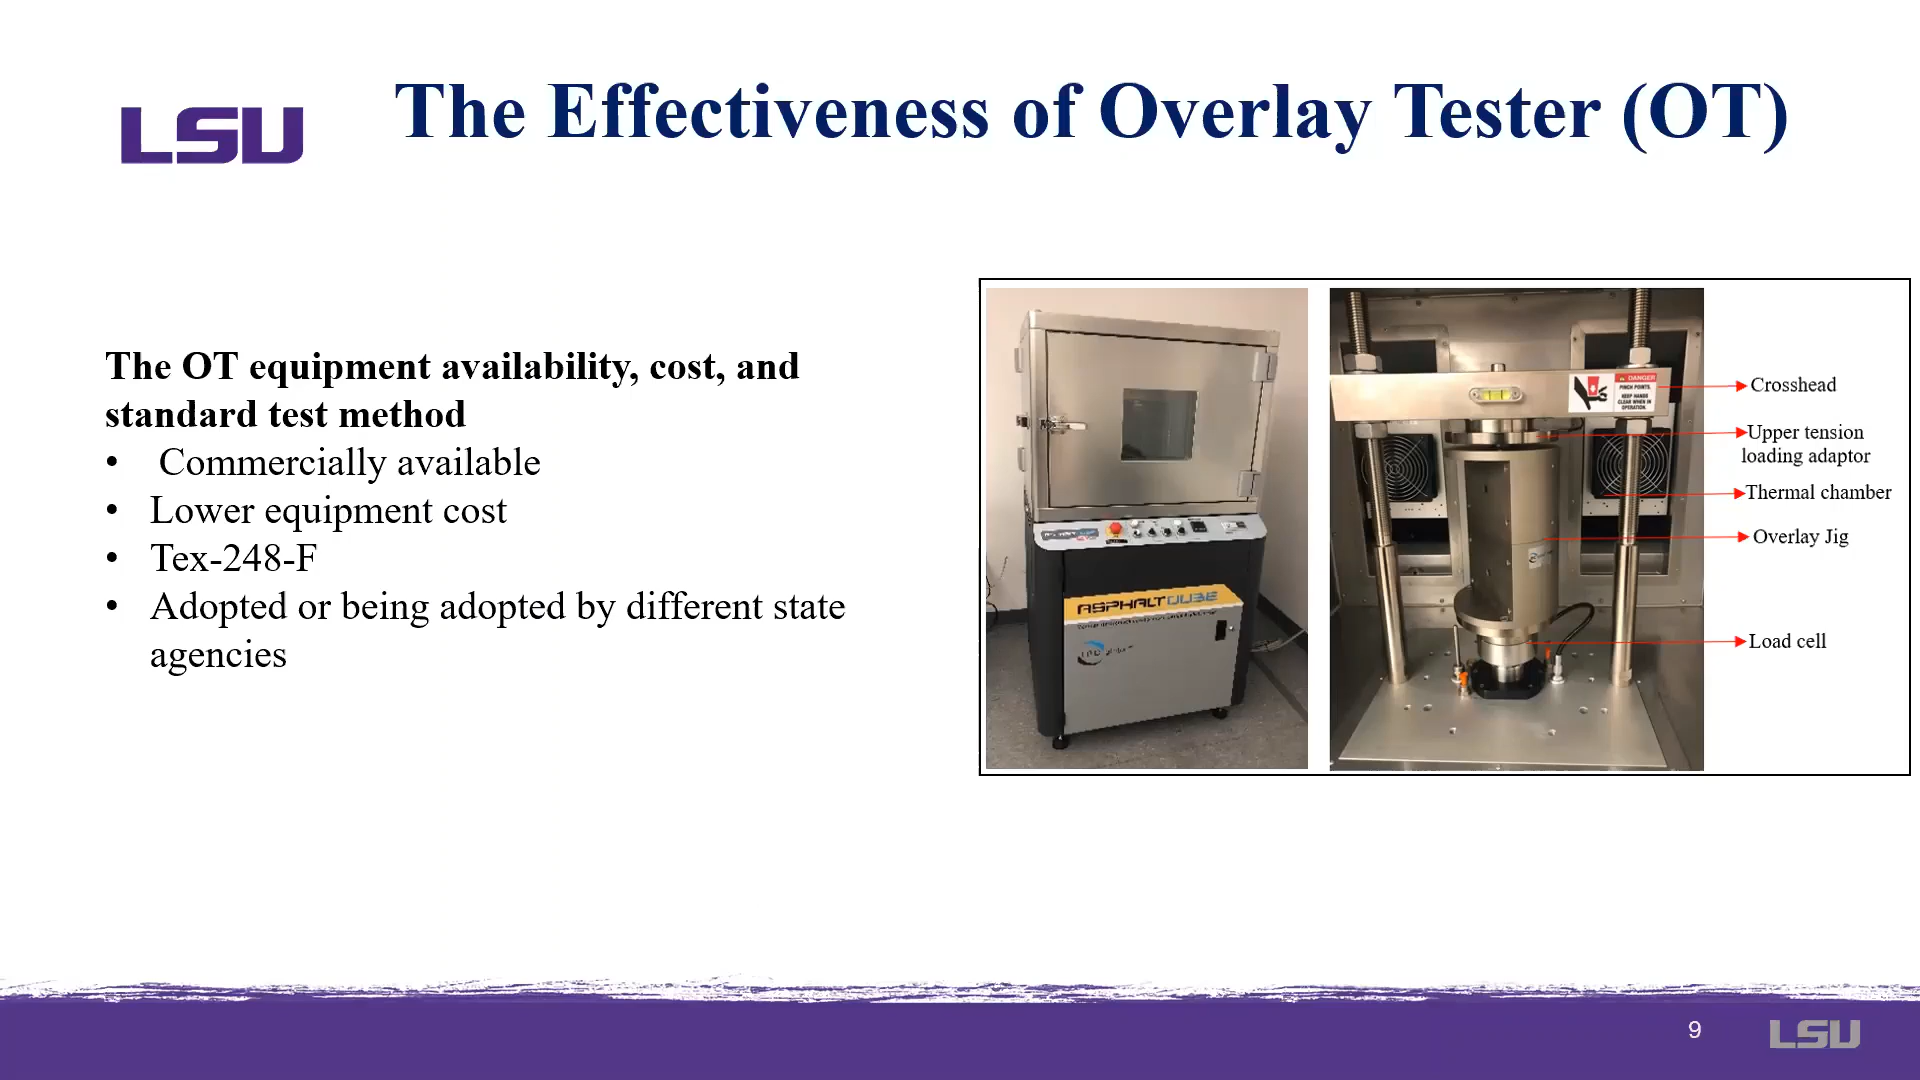 LSU
The Effectiveness of Overlay Tester (OT)
The OT equipment availability, cost, and
standard test method
• Commercially available
• Lower equipment cost
• Tex-248-F
• Adopted or being adopted by different state
agencies
ASPHALTQUBE
DANGER
PINCH POINTS.
KEEP HANDS
CLEAR WHEN IN
OPERATION.
Crosshead
Upper tension
loading adaptor
Thermal chamber
Overlay Jig
Load cell
9
LSU